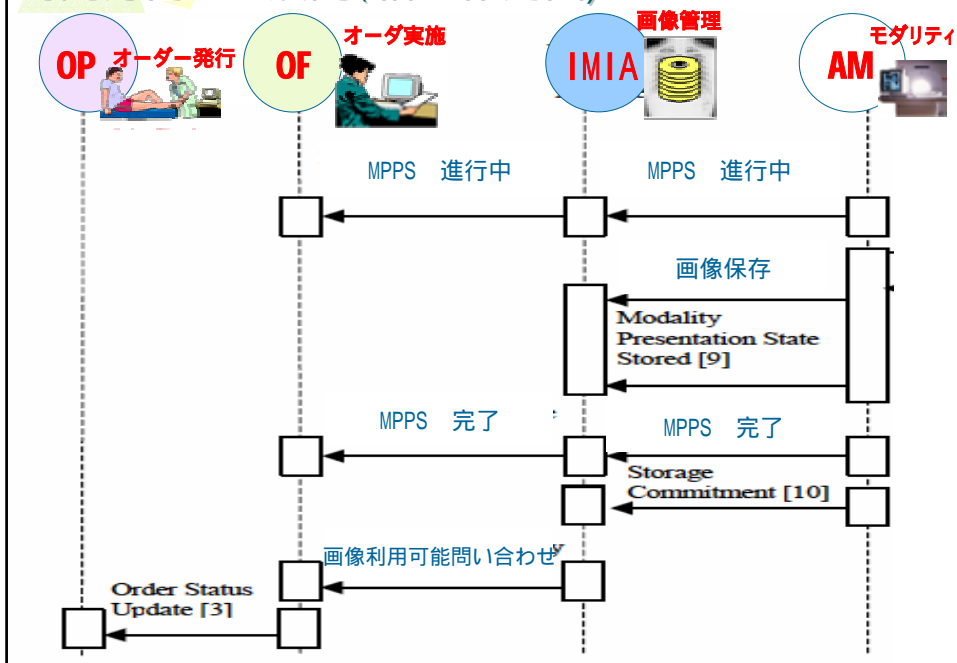 OP
オーダー発行
OF
オーダ実施
IMIA
画像管理
AM
モダリティ
MPPS 進行中
MPPS 進行中
画像保存
Modality
Presentation State
Stored [9]
MPPS 完了
MPPS 完了
Storage
Commitment [10]
画像利用可能問い合わせ
Order Status
Update [3]